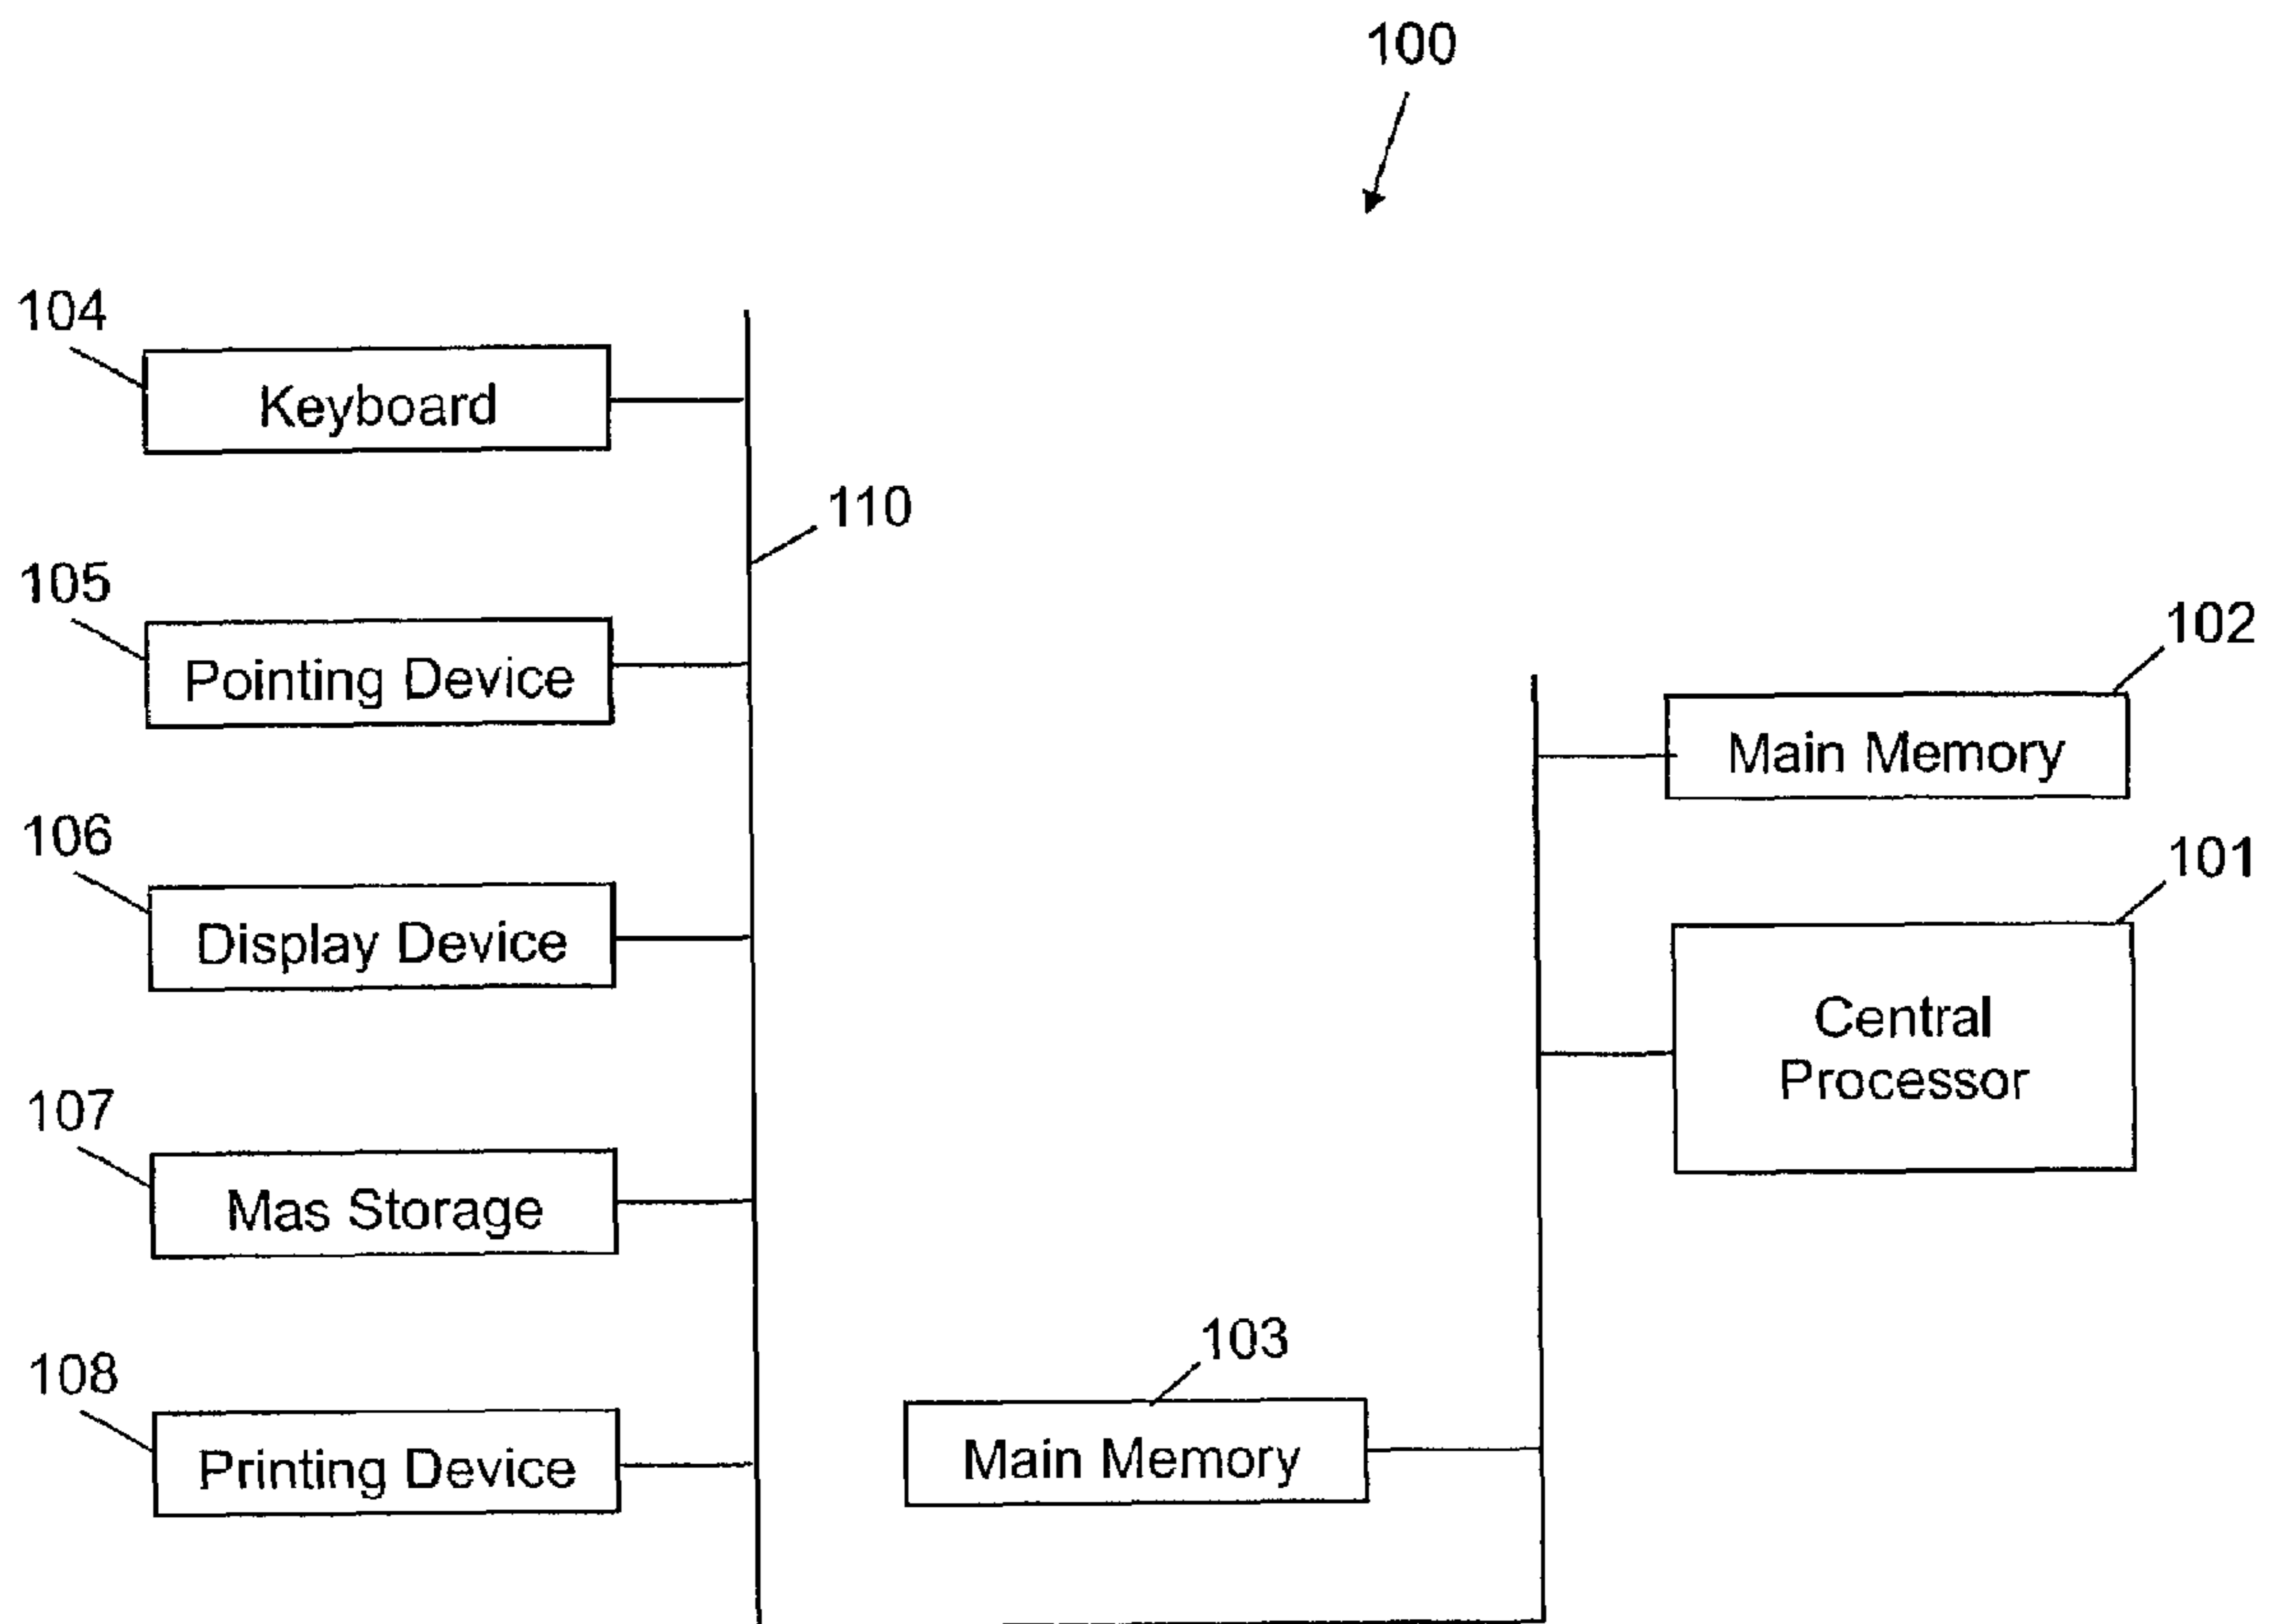 100
104
Keyboard
110
105
Pointing Device
102
Main Memory
106
Display Device
101
Central
Processor
107
Mas Storage
103
Main Memory
108
Printing Device